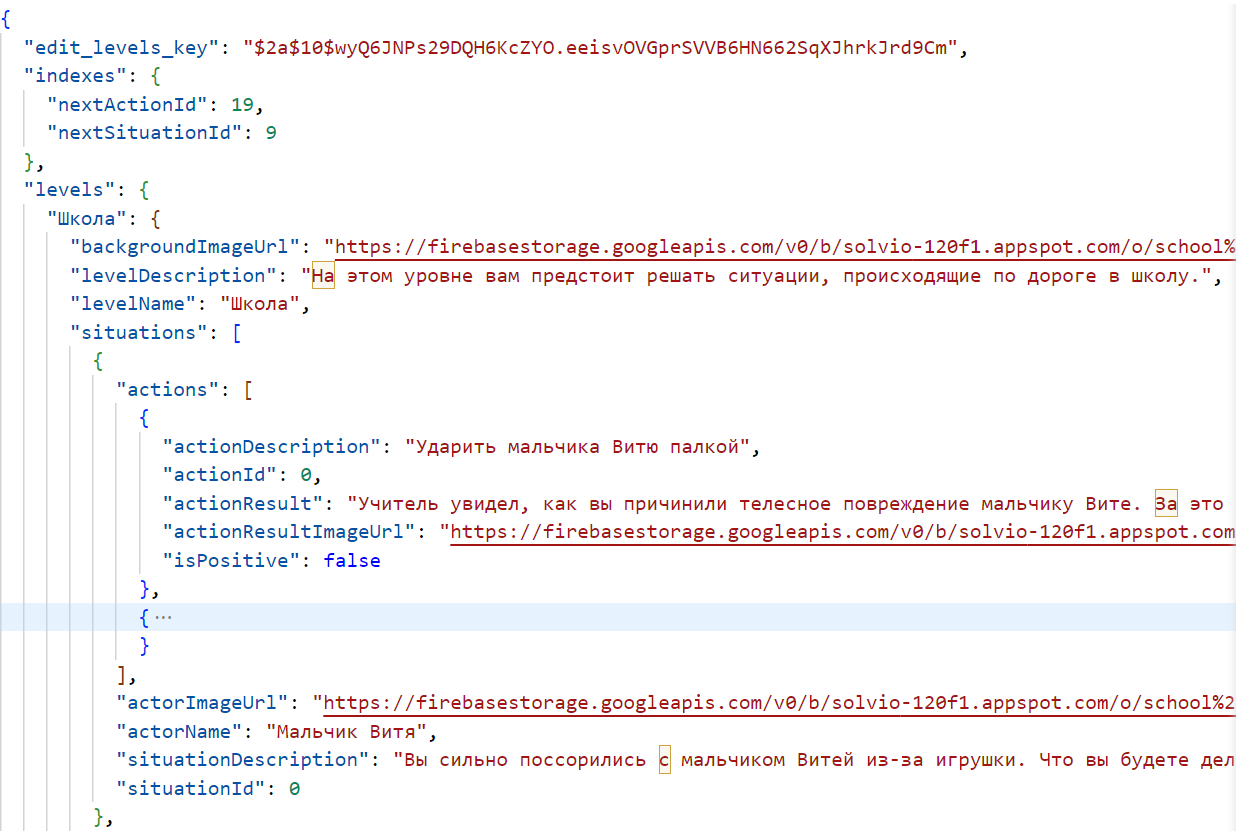 {
"edit_levels_key": "$2a$10$wyQ6JNPs29DQH6KcZYO.eeisvOVGprSVVB6HN662SqXJhrkJrd9Cm",
"indexes": {
"nextActionId": 19,
"nextSituationId": 9
},
"levels": {
"Школа": {
"backgroundImageUrl": "https://firebasestorage.googleapis.com/v0/b/solvio-120f1.appspot.com/o/school%
"levelDescription": "На этом уровне вам предстоит решать ситуации, происходящие по дороге в школу.",
"levelName": "Школа",
"situations": [
{
"actions": [
{
"actionDescription": "Ударить мальчика Витю палкой",
"actionId": 0,
"actionResult": "Учитель увидел, как вы причинили телесное повреждение мальчику Вите. За это
"actionResultImageUrl": "https://firebasestorage.googleapis.com/v0/b/solvio-120f1.appspot.com
"isPositive": false
},
{ ···
}
],
"actorImageUrl": "https://firebasestorage.googleapis.com/v0/b/solvio-120f1.appspot.com/o/school%2
"actorName": "Мальчик Витя",
"situationDescription": "Вы сильно поссорились с мальчиком Витей из-за игрушки. Что вы будете дел
"situationId": 0
},